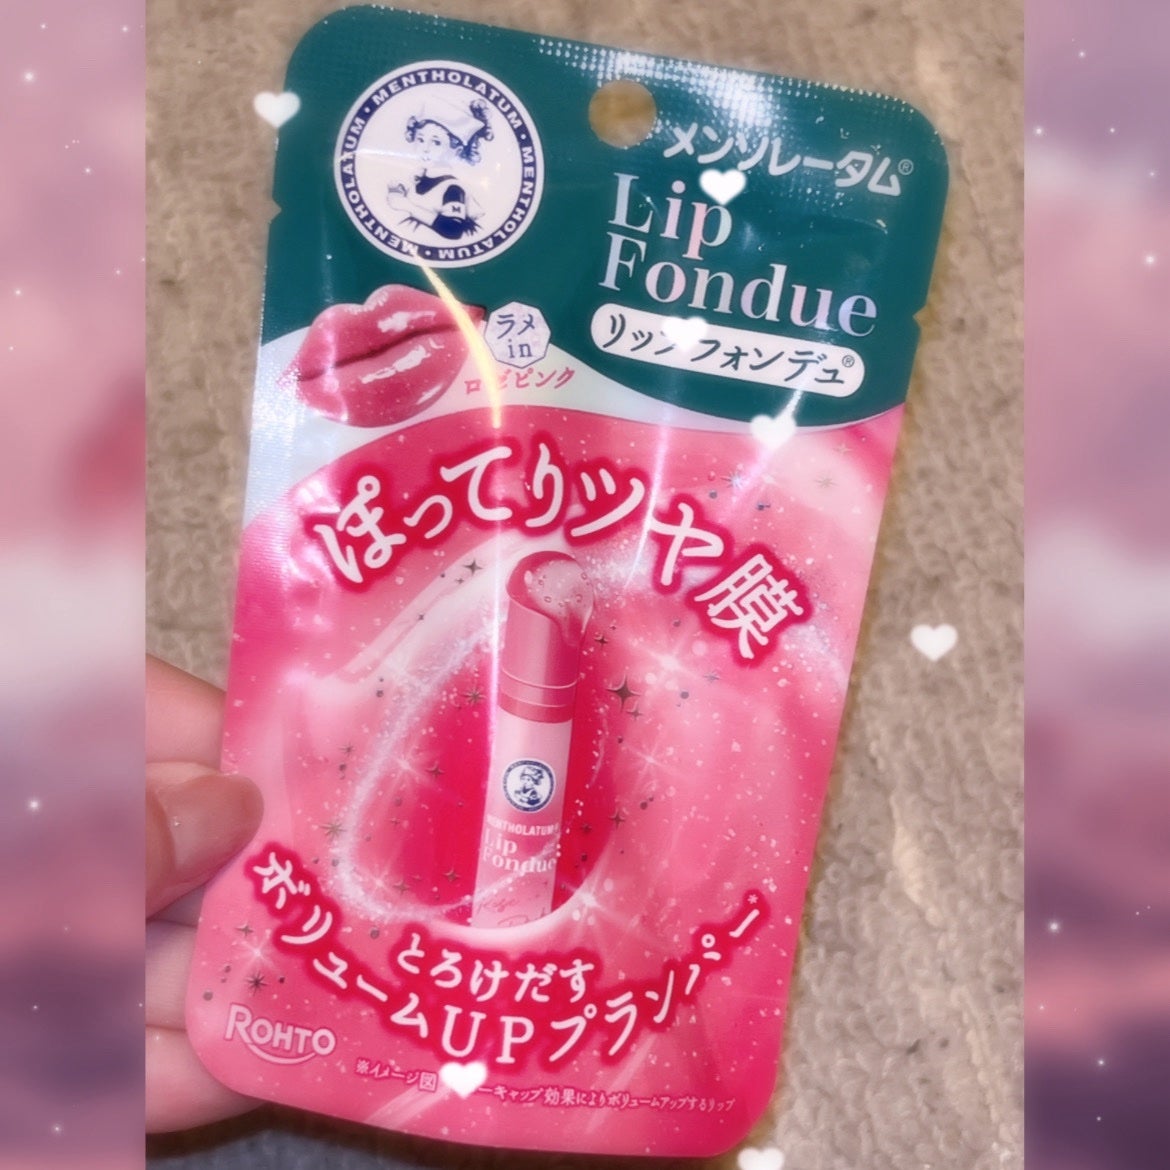 MENTHOLATUM • MENTHOLATUM • MENTHOLATUM •
メンソレータム®
Lip
Fondue
リップフォンデュ®
ラメ
in
ロゼピンク
ぽってりツヤ膜
MENTHOLATUM®
Lip
Fondue
Rose
とろけだす
ボリュームUPプランパー*
ROHTO
※イメージ図
キャップ効果によりボリュームアップするリップ